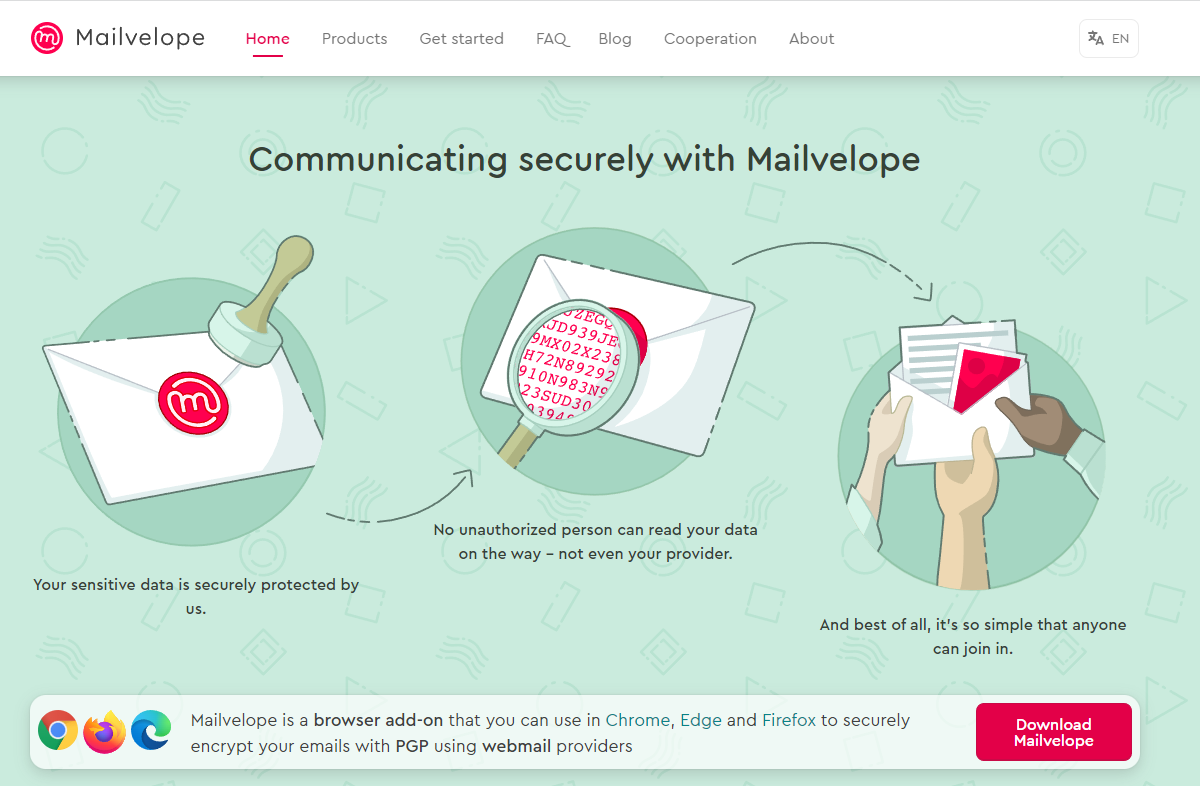 Mailvelope
Home
Products
Get started
FAQ
Blog
Cooperation
About
EN
Communicating securely with Mailvelope
9MX02X238
H72N89292
910N983N9
23SUD30
Your sensitive data is securely protected by
us.
No unauthorized person can read your data
on the way – not even your provider.
And best of all, it's so simple that anyone
can join in.
Mailvelope is a browser add-on that you can use in Chrome, Edge and Firefox to securely
encrypt your emails with PGP using webmail providers
Download
Mailvelope